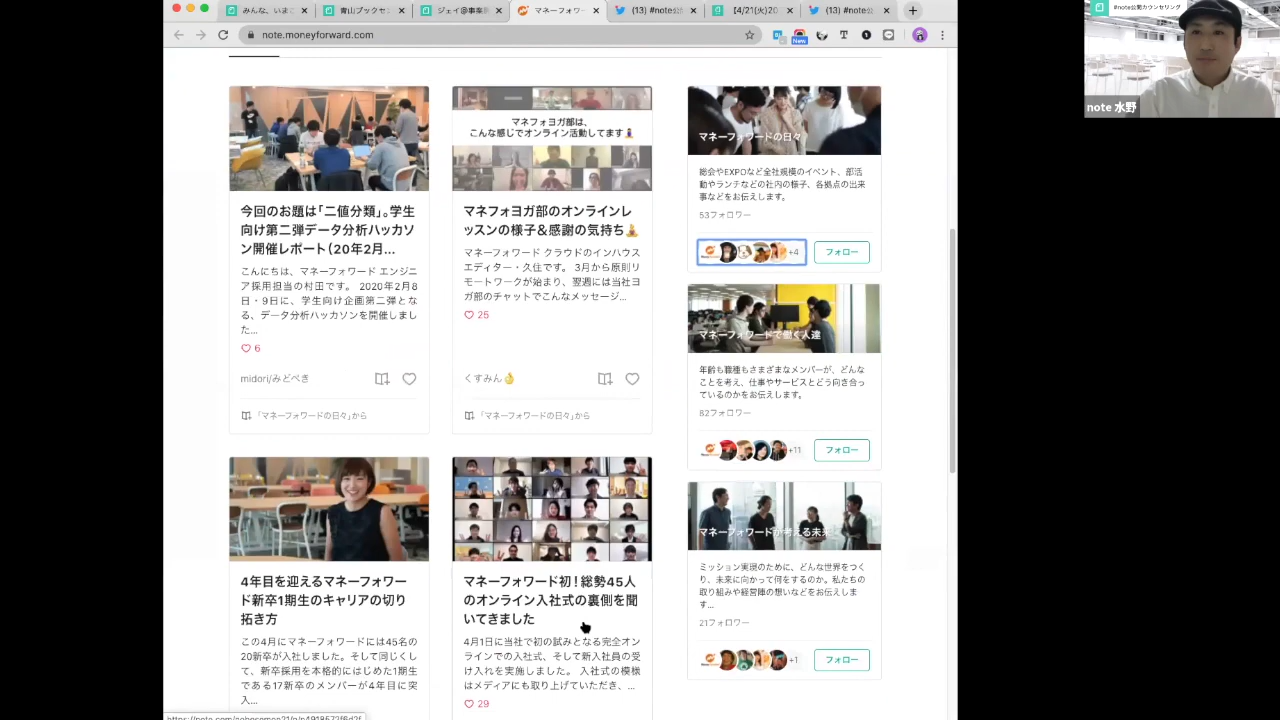 みんな、いまく
青山ブックセン
ジェイ@事業
マネーフォワー
(13) #note公
[4/21(火)20
(13) #note公
note.moneyforward.com
New
#note公開カウンセリング
note 水野
今回のお題は「二値分類」。学生
向け第二弾データ分析ハッカソ
ン開催レポート(20年2月...
こんにちは、マネーフォワード エンジニ
ア採用担当の村田です。 2020年2月8
日・9日に、学生向け企画第二弾とな
る、データ分析ハッカソンを開催しまし
た...
6
midori/みどぺき
「マネーフォワードの日々」から
マネフォヨガ部は、
こんな感じでオンライン活動してます🧘‍♀️
マネフォヨガ部のオンラインレ
ッスンの様子&感謝の気持ち🙏
マネーフォワード クラウドのインハウス
エディター・久住です。 3月から原則リ
モートワークが始まり、翌週には当社ヨ
ガ部のチャットでこんなメッセージ...
25
くすみん👌
「マネーフォワードの日々」から
4年目を迎えるマネーフォワー
ド新卒1期生のキャリアの切り
拓き方
この4月にマネーフォワードには45名の
20新卒が入社しました。そして同じくし
て、新卒採用を本格的にはじめた1期生
である17新卒のメンバーが4年目に突
入...
マネーフォワード初!総勢45人
のオンライン入社式の裏側を聞
いてきました
4月1日に当社で初の試みとなる完全オン
ラインでの入社式、そして新入社員の受
け入れを実施しました。 入社式の模様
はメディアにも取り上げていただき、...
29
マネーフォワードの日々
総会やEXPOなど全社規模のイベント、部活
動やランチなどの社内の様子、各拠点の出来
事などをお伝えします。
53フォロワー
+4
フォロー
マネーフォワードで働く人達
年齢も職種もさまざまなメンバーが、どんな
ことを考え、仕事やサービスとどう向き合っ
ているのかをお伝えします。
82フォロワー
+11
フォロー
マネーフォワードが考える未来
ミッション実現のために、どんな世界をつく
り、未来に向かって何をするのか。私たちの
取り組みや経営陣の想いなどをお伝えしま
す...
21フォロワー
+1
フォロー